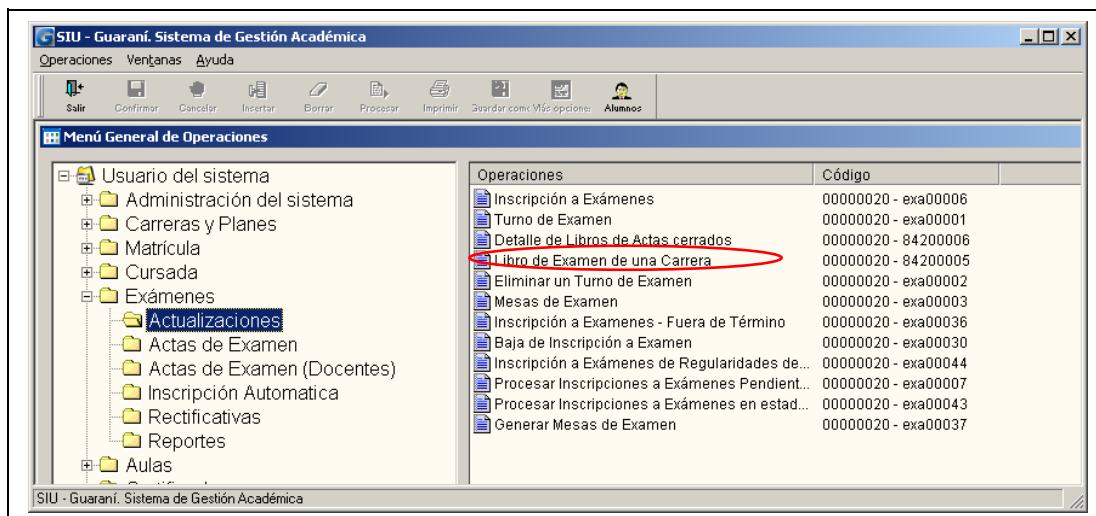 SIU - Guaraní. Sistema de Gestión Académica
Operaciones Ventanas Ayuda
Salir Confirmar Cancelar Insertar Borrar Procesar Imprimir Guardar como Más opciones Alumnos
Menú General de Operaciones
Usuario del sistema
Administración del sistema
Carreras y Planes
Matrícula
Cursada
Exámenes
Actualizaciones
Actas de Examen
Actas de Examen (Docentes)
Inscripción Automatica
Rectificativas
Reportes
Aulas
Operaciones Código
Inscripción a Exámenes 00000020 - exa00006
Turno de Examen 00000020 - exa00001
Detalle de Libros de Actas cerrados 00000020 - 84200006
Libro de Examen de una Carrera 00000020 - 84200005
Eliminar un Turno de Examen 00000020 - exa00002
Mesas de Examen 00000020 - exa00003
Inscripción a Examenes - Fuera de Término 00000020 - exa00036
Baja de Inscripción a Examen 00000020 - exa00030
Inscripción a Exámenes de Regularidades de... 00000020 - exa00044
Procesar Inscripciones a Exámenes Pendient... 00000020 - exa00007
Procesar Inscripciones a Exámenes en estad... 00000020 - exa00043
Generar Mesas de Examen 00000020 - exa00037
SIU - Guaraní. Sistema de Gestión Académica